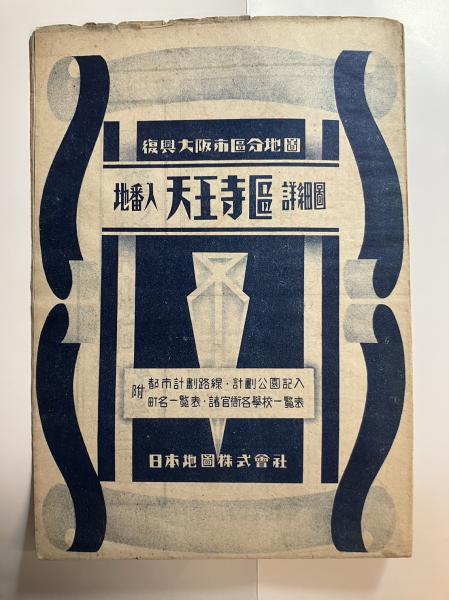 復興大阪市區分地圖
地番入 天王寺區 詳細圖
附 都市計劃路線・計劃公園記入
町名一覧表・諸官衙各學校一覧表
日本地圖株式會社